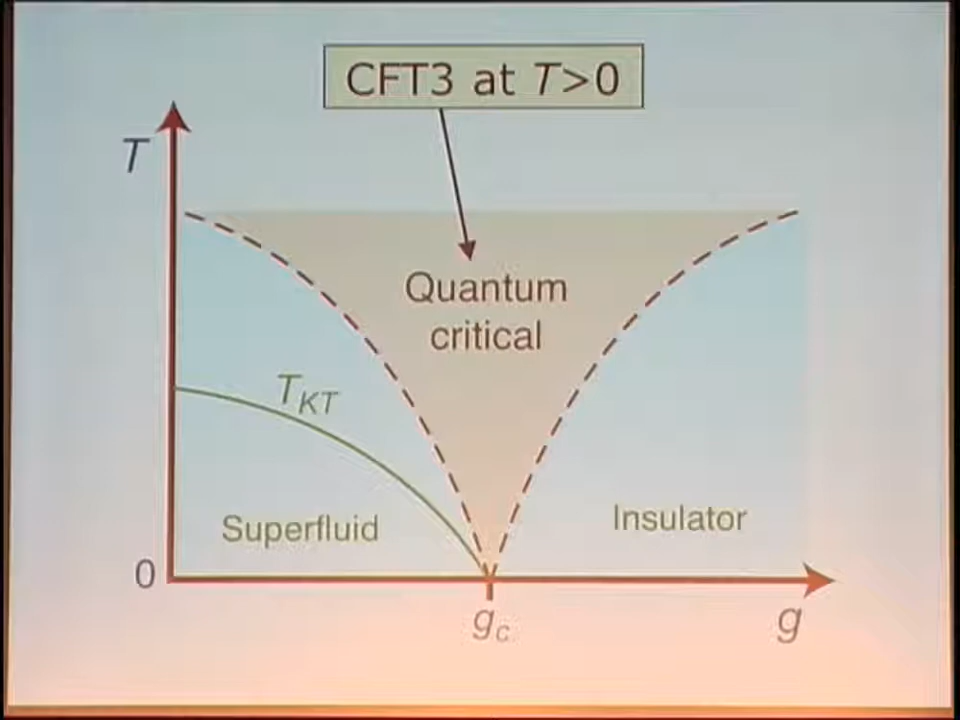 CFT3 at T>0
T
Quantum
critical
T_KT
Superfluid
Insulator
0
g_c
g